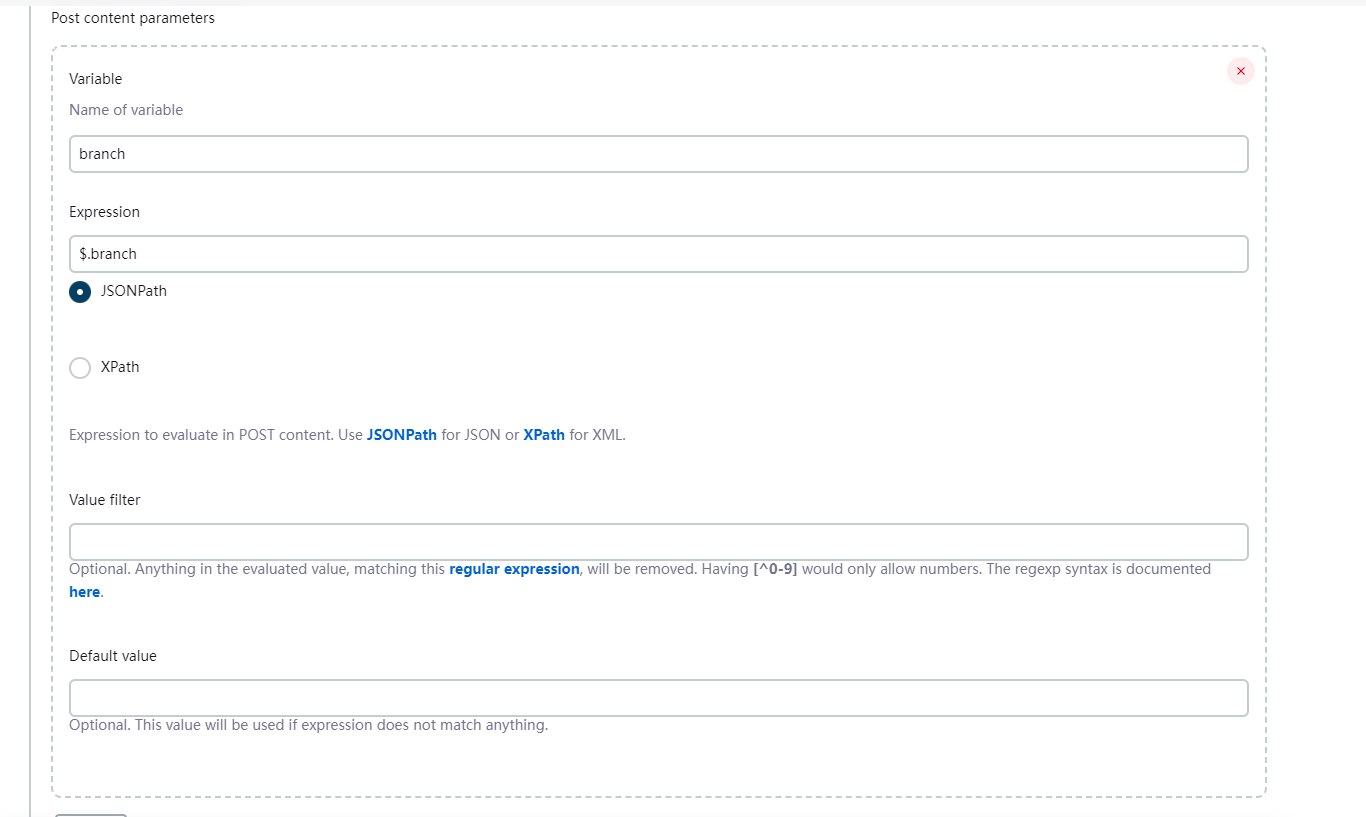 Post content parameters
Variable
Name of variable
branch
Expression
$.branch
JSONPath
XPath
Expression to evaluate in POST content. Use JSONPath for JSON or XPath for XML.
Value filter
Optional. Anything in the evaluated value, matching this regular expression, will be removed. Having [^0-9] would only allow numbers. The regexp syntax is documented
here.
Default value
Optional. This value will be used if expression does not match anything.